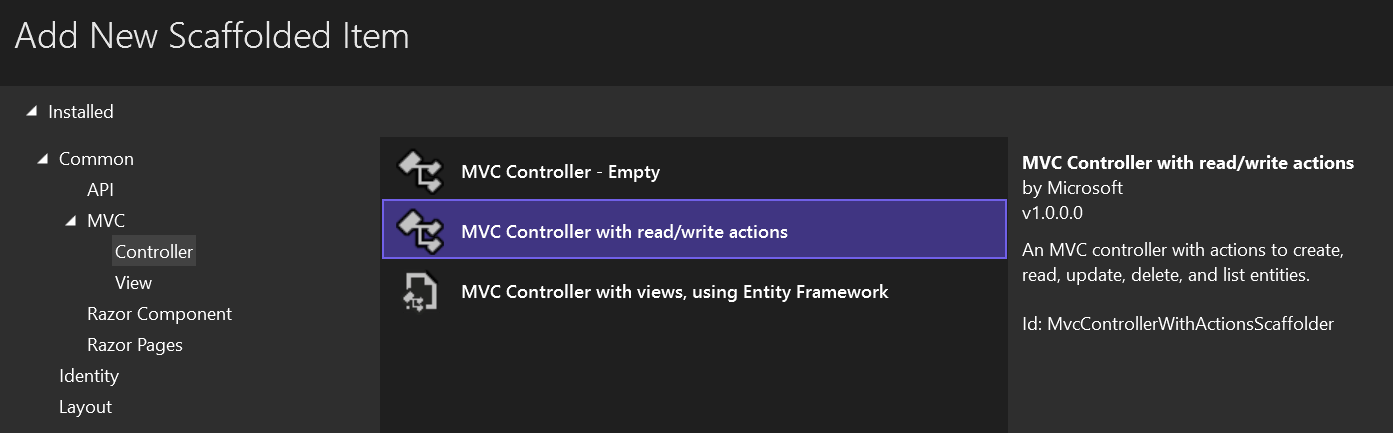 Add New Scaffolded Item
Installed
Common
API
MVC
Controller
View
Razor Component
Razor Pages
Identity
Layout
MVC Controller - Empty
MVC Controller with read/write actions
MVC Controller with views, using Entity Framework
MVC Controller with read/write actions
by Microsoft
v1.0.0.0
An MVC controller with actions to create,
read, update, delete, and list entities.
Id: MvcControllerWithActionsScaffolder